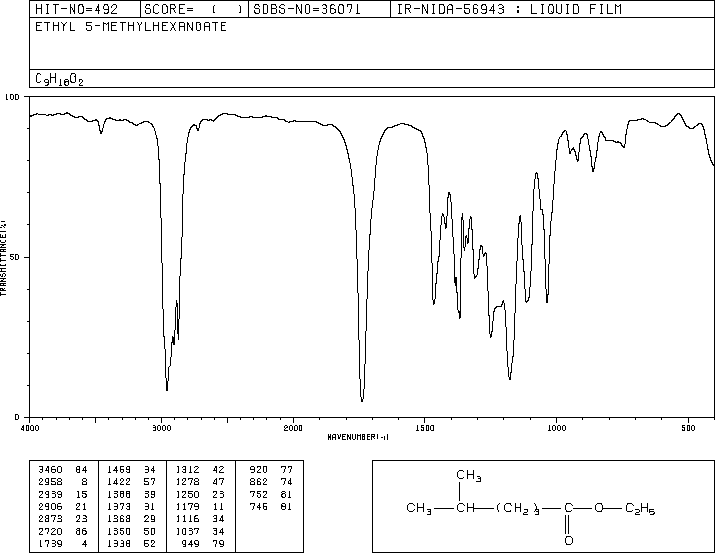 HIT-NO=492 SCORE= ( ) SDBS-NO=36071 IR-NIDA-56943 : LIQUID FILM
ETHYL 5-METHYLHEXANOATE
C9H18O2
100
50
0
TRANSMITTANCE(%)
4000 3000 2000 1500 1000 500
WAVENUMBER(-1)
3460 84 1469 34 1312 42 920 77
2958 8 1422 57 1278 47 862 74
2939 15 1388 39 1250 23 752 81
2906 21 1373 31 1179 11 746 81
2873 23 1368 29 1116 34
2720 86 1350 50 1037 34
1739 4 1338 52 949 79
CH3
CH3—CH—(CH2)3—C—O—C2H5
O